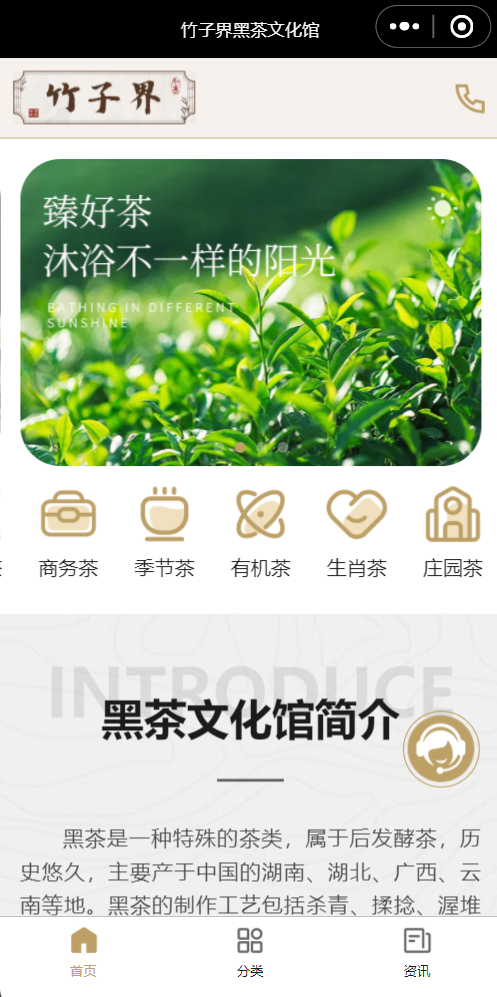 竹子界黑茶文化馆
竹子界
臻好茶
沐浴不一样的阳光
BATHING IN DIFFERENT
SUNSHINE
商务茶
季节茶
有机茶
生肖茶
庄园茶
INTRODUCE
黑茶文化馆简介
黑茶是一种特殊的茶类，属于后发酵茶，历
史悠久，主要产于中国的湖南、湖北、广西、云
南等地。黑茶的制作工艺包括杀青、揉捻、渥堆
首页
分类
资讯